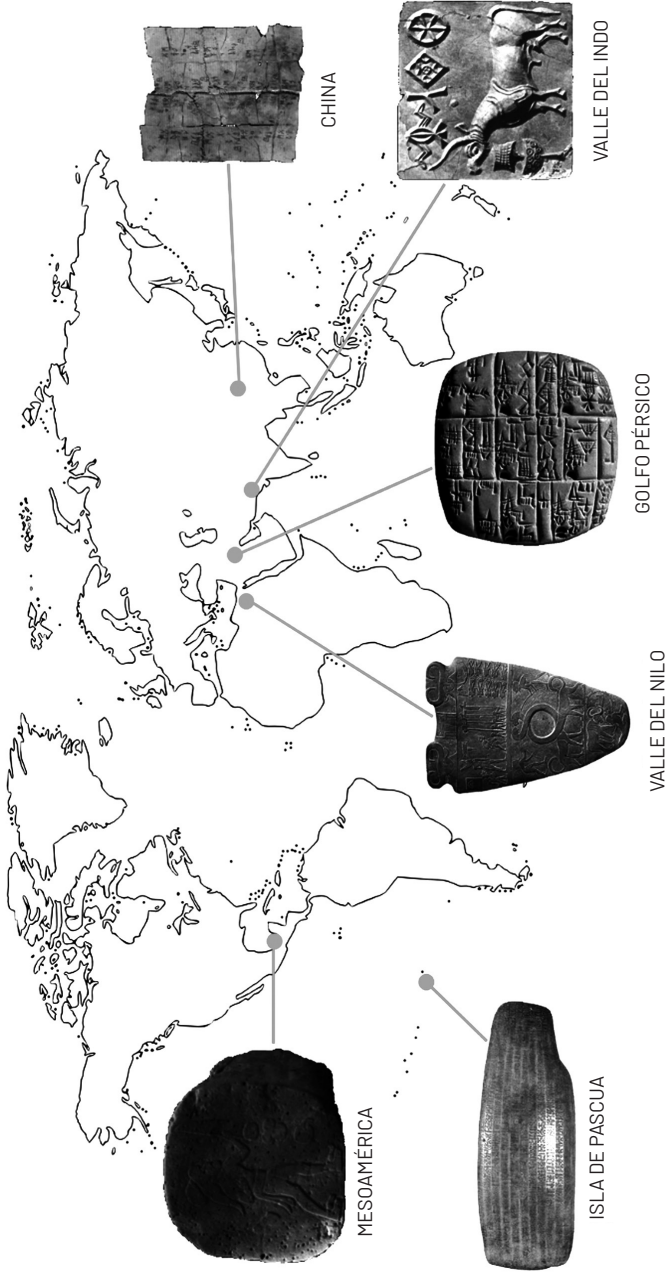 MESOAMÉRICA
ISLA DE PASCUA
VALLE DEL NILO
GOLFO PÉRSICO
VALLE DEL INDO
CHINA